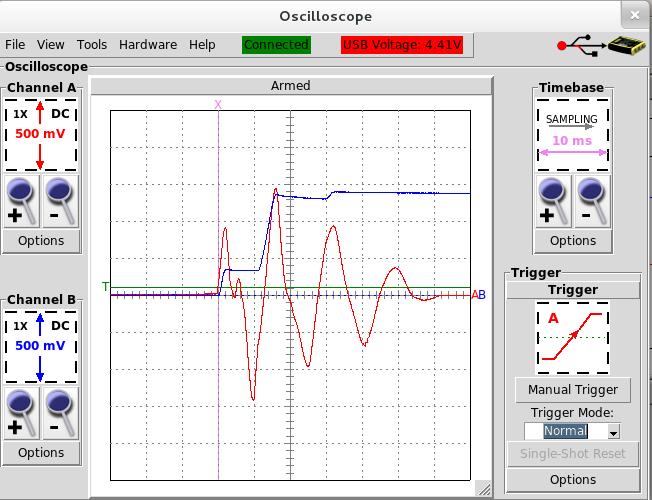 Oscilloscope
×
File View Tools Hardware Help Connected USB Voltage: 4.41V
Oscilloscope
Channel A
1X DC
500 mV
+ -
Options
Channel B
1X DC
500 mV
+ -
Options
Armed
X
T
A B
Timebase
SAMPLING
10 ms
+ -
Options
Trigger
Trigger
A
Manual Trigger
Trigger Mode:
Normal
Single-Shot Reset
Options